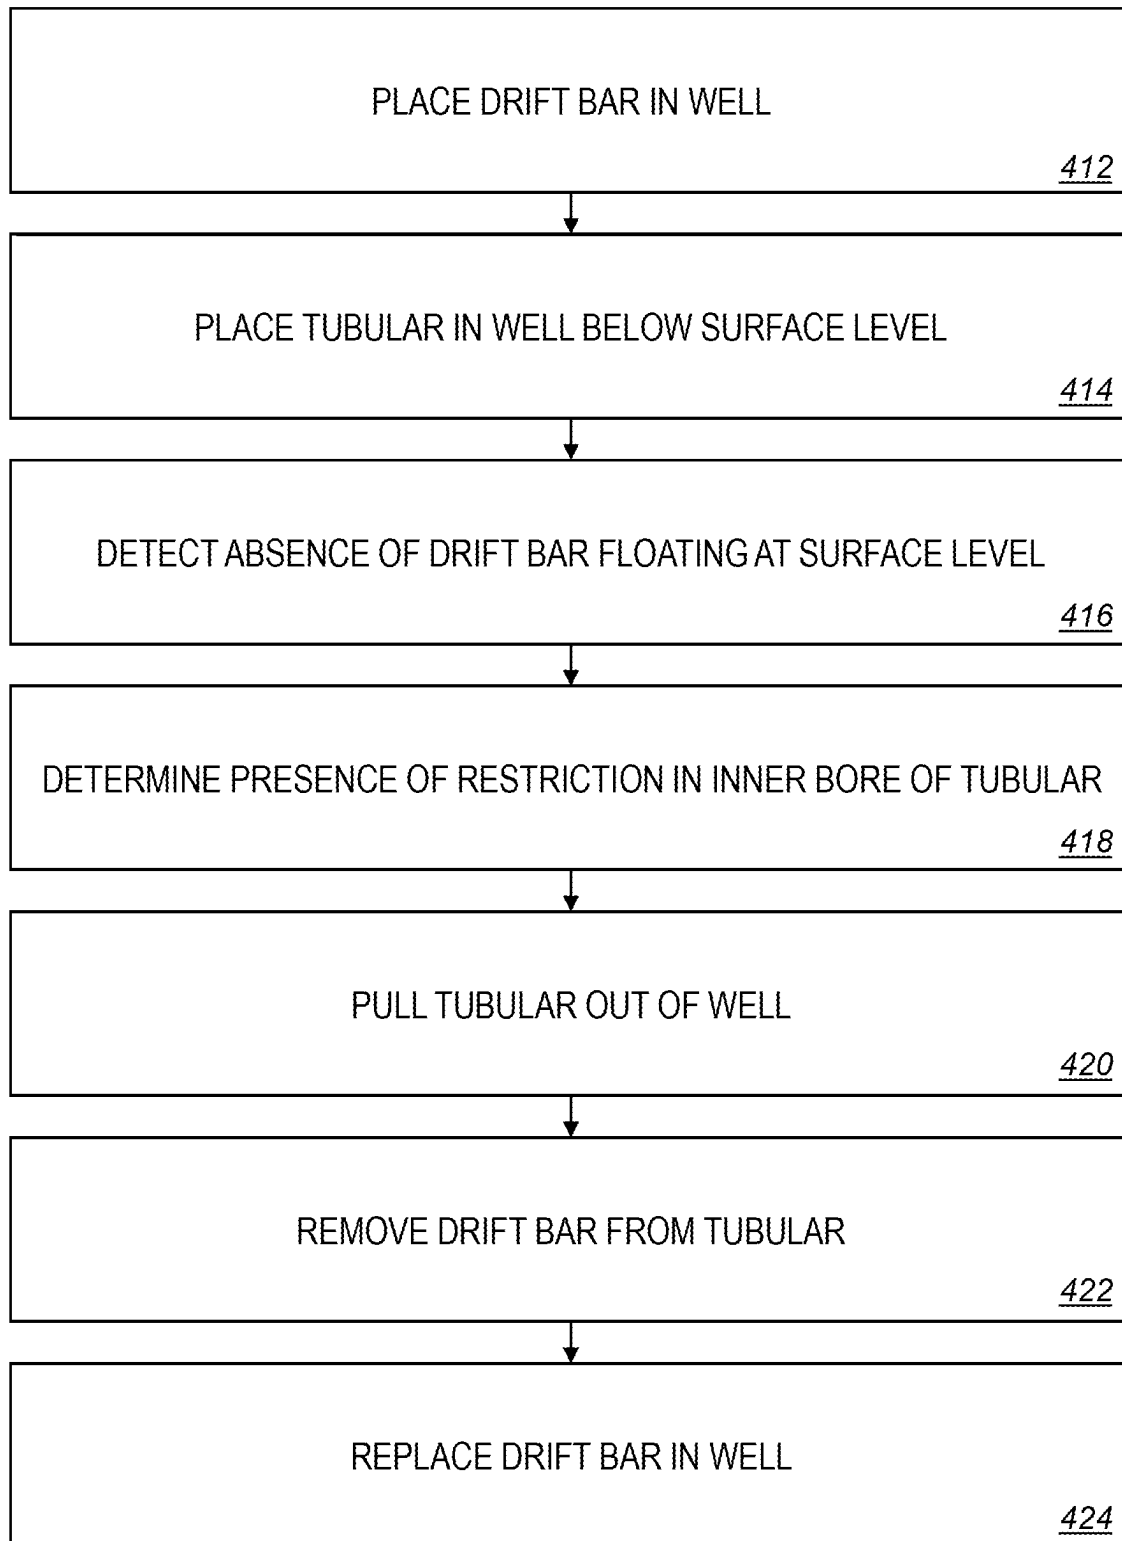 PLACE DRIFT BAR IN WELL
412
PLACE TUBULAR IN WELL BELOW SURFACE LEVEL
414
DETECT ABSENCE OF DRIFT BAR FLOATING AT SURFACE LEVEL
416
DETERMINE PRESENCE OF RESTRICTION IN INNER BORE OF TUBULAR
418
PULL TUBULAR OUT OF WELL
420
REMOVE DRIFT BAR FROM TUBULAR
422
REPLACE DRIFT BAR IN WELL
424